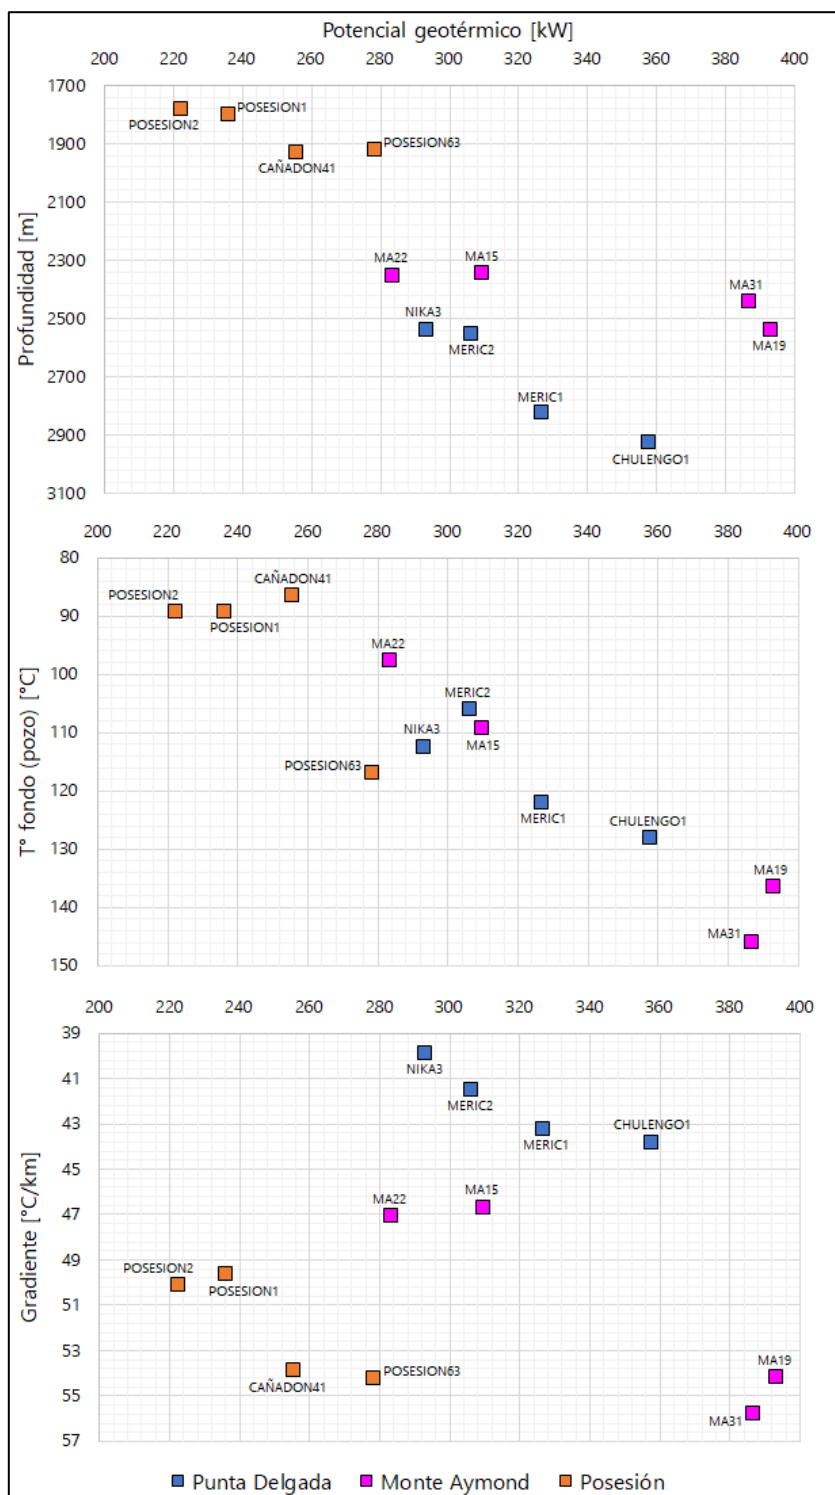 Potencial geotérmico [kW]
200 220 240 260 280 300 320 340 360 380 400
1700
1900
2100
2300
2500
2700
2900
3100
Profundidad [m]
POSESION2
POSESION1
CAÑADON41
POSESION63
MA22
MA15
MA31
MA19
NIKA3
MERIC2
MERIC1
CHULENGO1
200 220 240 260 280 300 320 340 360 380 400
80
90
100
110
120
130
140
150
T° fondo (pozo) [°C]
CAÑADON41
POSESION2
POSESION1
MA22
MERIC2
NIKA3
MA15
POSESION63
MERIC1
CHULENGO1
MA19
MA31
200 220 240 260 280 300 320 340 360 380 400
39
41
43
45
47
49
51
53
55
57
Gradiente [°C/km]
NIKA3
MERIC2
MERIC1
CHULENGO1
MA22
MA15
POSESION2
POSESION1
CAÑADON41
POSESION63
MA19
MA31
Punta Delgada Monte Aymond Posesión